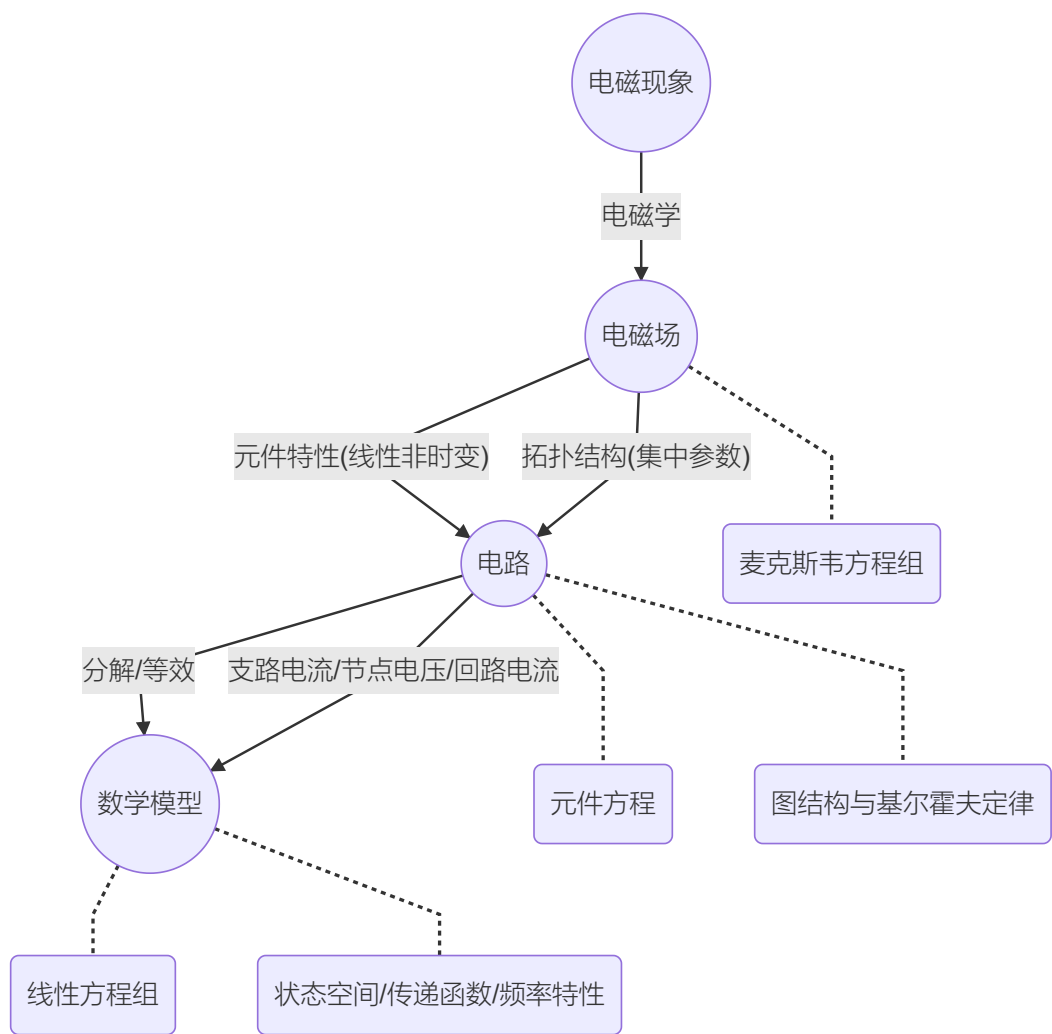 电磁现象
电磁学
电磁场
元件特性(线性非时变)
拓扑结构(集中参数)
电路
麦克斯韦方程组
分解/等效
支路电流/节点电压/回路电流
数学模型
元件方程
图结构与基尔霍夫定律
线性方程组
状态空间/传递函数/频率特性